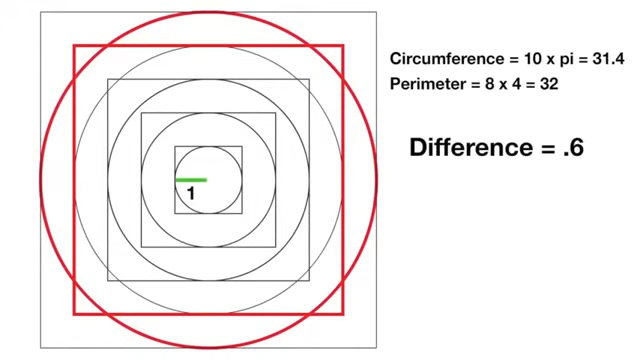 Circumference = 10 x pi = 31.4
Perimeter = 8 x 4 = 32
Difference = .6
1